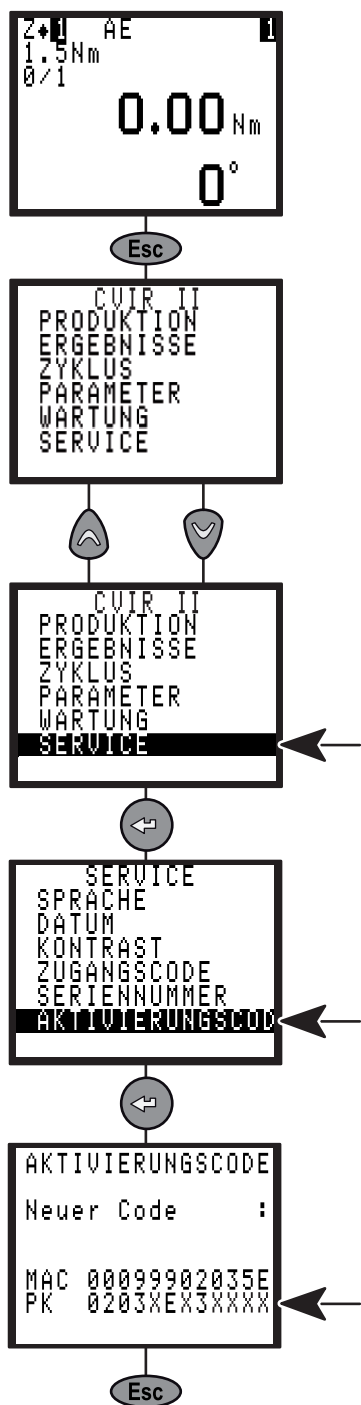 Z 1 AE 1
1.5Nm
0/1
0.00 Nm
0°
Esc
CVIR II
PRODUKTION
ERGEBNISSE
ZYKLUS
PARAMETER
WARTUNG
SERVICE
CVIR II
PRODUKTION
ERGEBNISSE
ZYKLUS
PARAMETER
WARTUNG
SERVICE
SERVICE
SPRACHE
DATUM
KONTRAST
ZUGANGSCODE
SERIENNUMMER
AKTIVIERUNGSCOD
AKTIVIERUNGSCODE
Neuer Code :
MAC 00099902035E
PK 0203XEX3XXXX
Esc